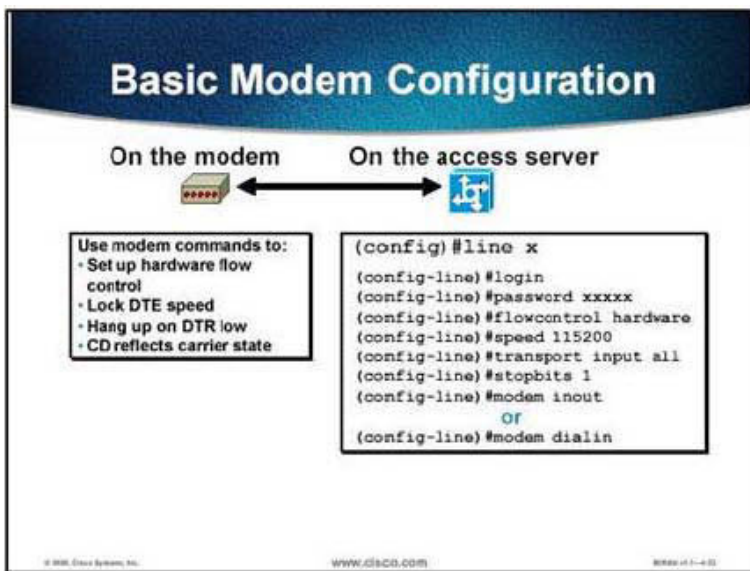 Basic Modem Configuration
On the modem
On the access server
Use modem commands to:
• Set up hardware flow
control
• Lock DTE speed
• Hang up on DTR low
• CD reflects carrier state
(config)#line x
(config-line)#login
(config-line)#password xxxxx
(config-line)#flowcontrol hardware
(config-line)#speed 115200
(config-line)#transport input all
(config-line)#stopbits 1
(config-line)#modem inout
or
(config-line)#modem dialin
Cisco Systems, Inc.
www.cisco.com